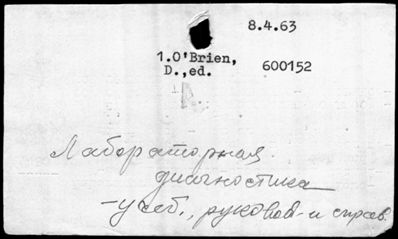 8.4.63
1.O'Brien,
D.,ed. 600152
Лабораторная
диагностика
-учеб., руковод- и справ.